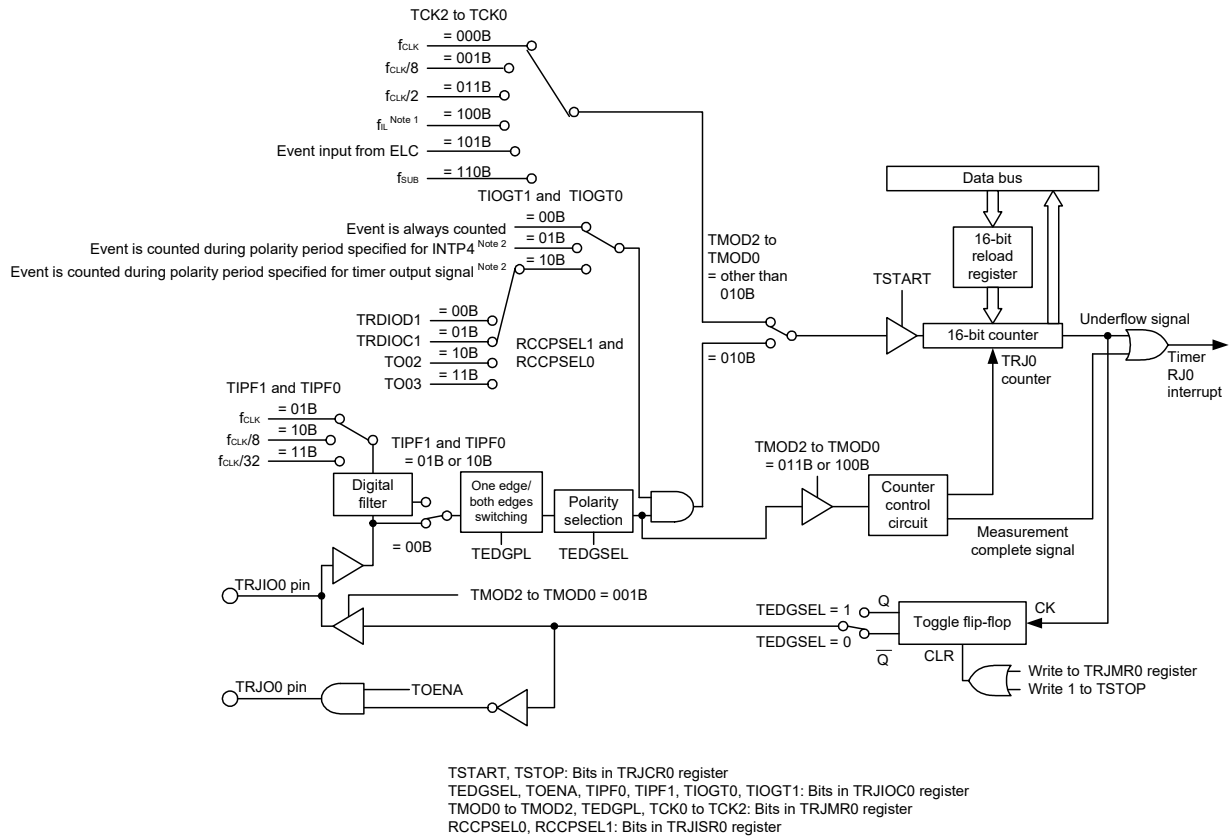 TCK2 to TCK0
fCLK = 000B
fCLK/8 = 001B
fCLK/2 = 011B
fIL Note 1 = 100B
Event input from ELC = 101B
fSUB = 110B
TIOGT1 and TIOGT0
Event is always counted = 00B
Event is counted during polarity period specified for INTP4 Note 2 = 01B
Event is counted during polarity period specified for timer output signal Note 2 = 10B
TRDIOD1 = 00B
TRDIOC1 = 01B
TO02 = 10B
TO03 = 11B
RCCPSEL1 and
RCCPSEL0
TIPF1 and TIPF0
fCLK = 01B
fCLK/8 = 10B
fCLK/32 = 11B
Digital
filter
TIPF1 and TIPF0
= 01B or 10B
= 00B
One edge/
both edges
switching
TEDGPL
Polarity
selection
TEDGSEL
TMOD2 to
TMOD0
= other than
010B
= 010B
Data bus
16-bit
reload
register
TSTART
16-bit counter
TRJ0
counter
Underflow signal
Timer
RJ0
interrupt
TMOD2 to TMOD0
= 011B or 100B
Counter
control
circuit
Measurement
complete signal
TRJIO0 pin
TMOD2 to TMOD0 = 001B
TEDGSEL = 1
TEDGSEL = 0
Q
Q
Toggle flip-flop
CK
CLR
Write to TRJMR0 register
Write 1 to TSTOP
TRJO0 pin
TOENA
TSTART, TSTOP: Bits in TRJCR0 register
TEDGSEL, TOENA, TIPF0, TIPF1, TIOGT0, TIOGT1: Bits in TRJIOC0 register
TMOD0 to TMOD2, TEDGPL, TCK0 to TCK2: Bits in TRJMR0 register
RCCPSEL0, RCCPSEL1: Bits in TRJISR0 register